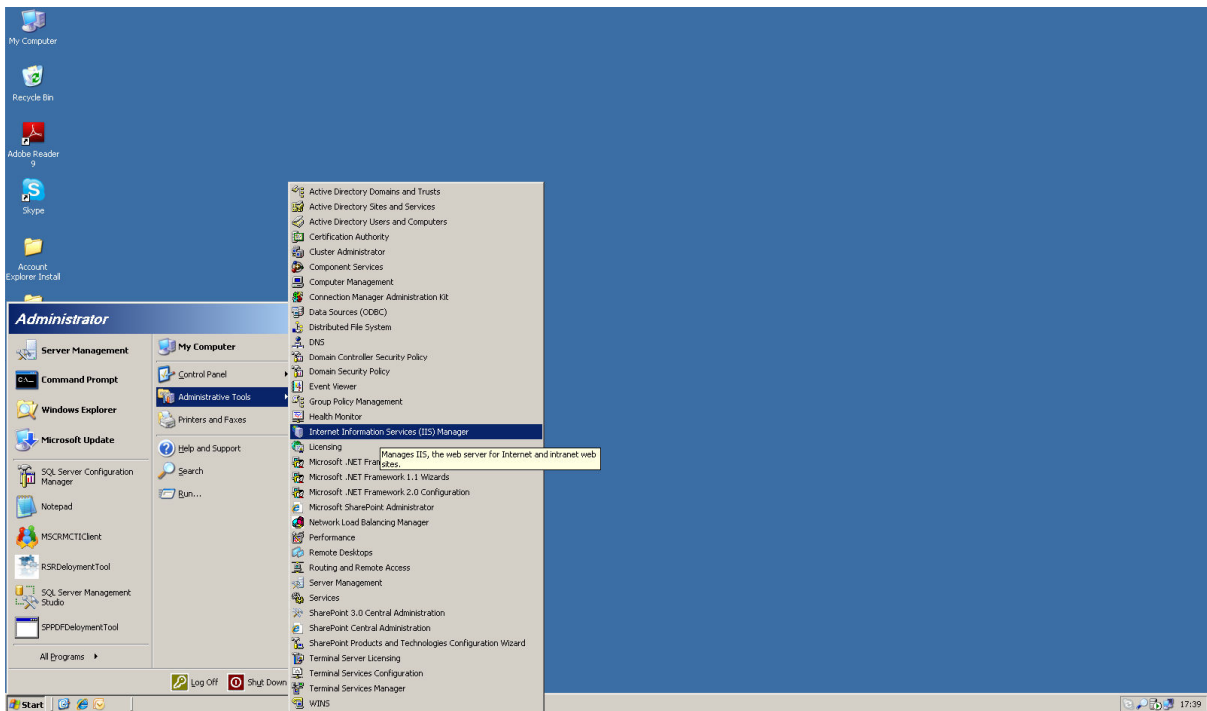 My Computer
Recycle Bin
Adobe Reader
9
Skype
Account
Explorer Install
Administrator
Server Management
Command Prompt
Windows Explorer
Microsoft Update
SQL Server Configuration
Manager
Notepad
MSCRMCTIClient
RSRDeloymentTool
SQL Server Management
Studio
SPPDFDeloymentTool
All Programs
My Computer
Control Panel
Administrative Tools
Printers and Faxes
Help and Support
Search
Run...
Log Off
Shut Down
Active Directory Domains and Trusts
Active Directory Sites and Services
Active Directory Users and Computers
Certification Authority
Cluster Administrator
Component Services
Computer Management
Connection Manager Administration Kit
Data Sources (ODBC)
Distributed File System
DNS
Domain Controller Security Policy
Domain Security Policy
Event Viewer
Group Policy Management
Health Monitor
Internet Information Services (IIS) Manager
Licensing
Manages IIS, the web server for Internet and intranet web
sites.
Microsoft .NET Fra
Microsoft .NET Framework 1.1 Wizards
Microsoft .NET Framework 2.0 Configuration
Microsoft SharePoint Administrator
Network Load Balancing Manager
Performance
Remote Desktops
Routing and Remote Access
Server Management
Services
SharePoint 3.0 Central Administration
SharePoint Central Administration
SharePoint Products and Technologies Configuration Wizard
Terminal Server Licensing
Terminal Services Configuration
Terminal Services Manager
WINS
Start
17:39